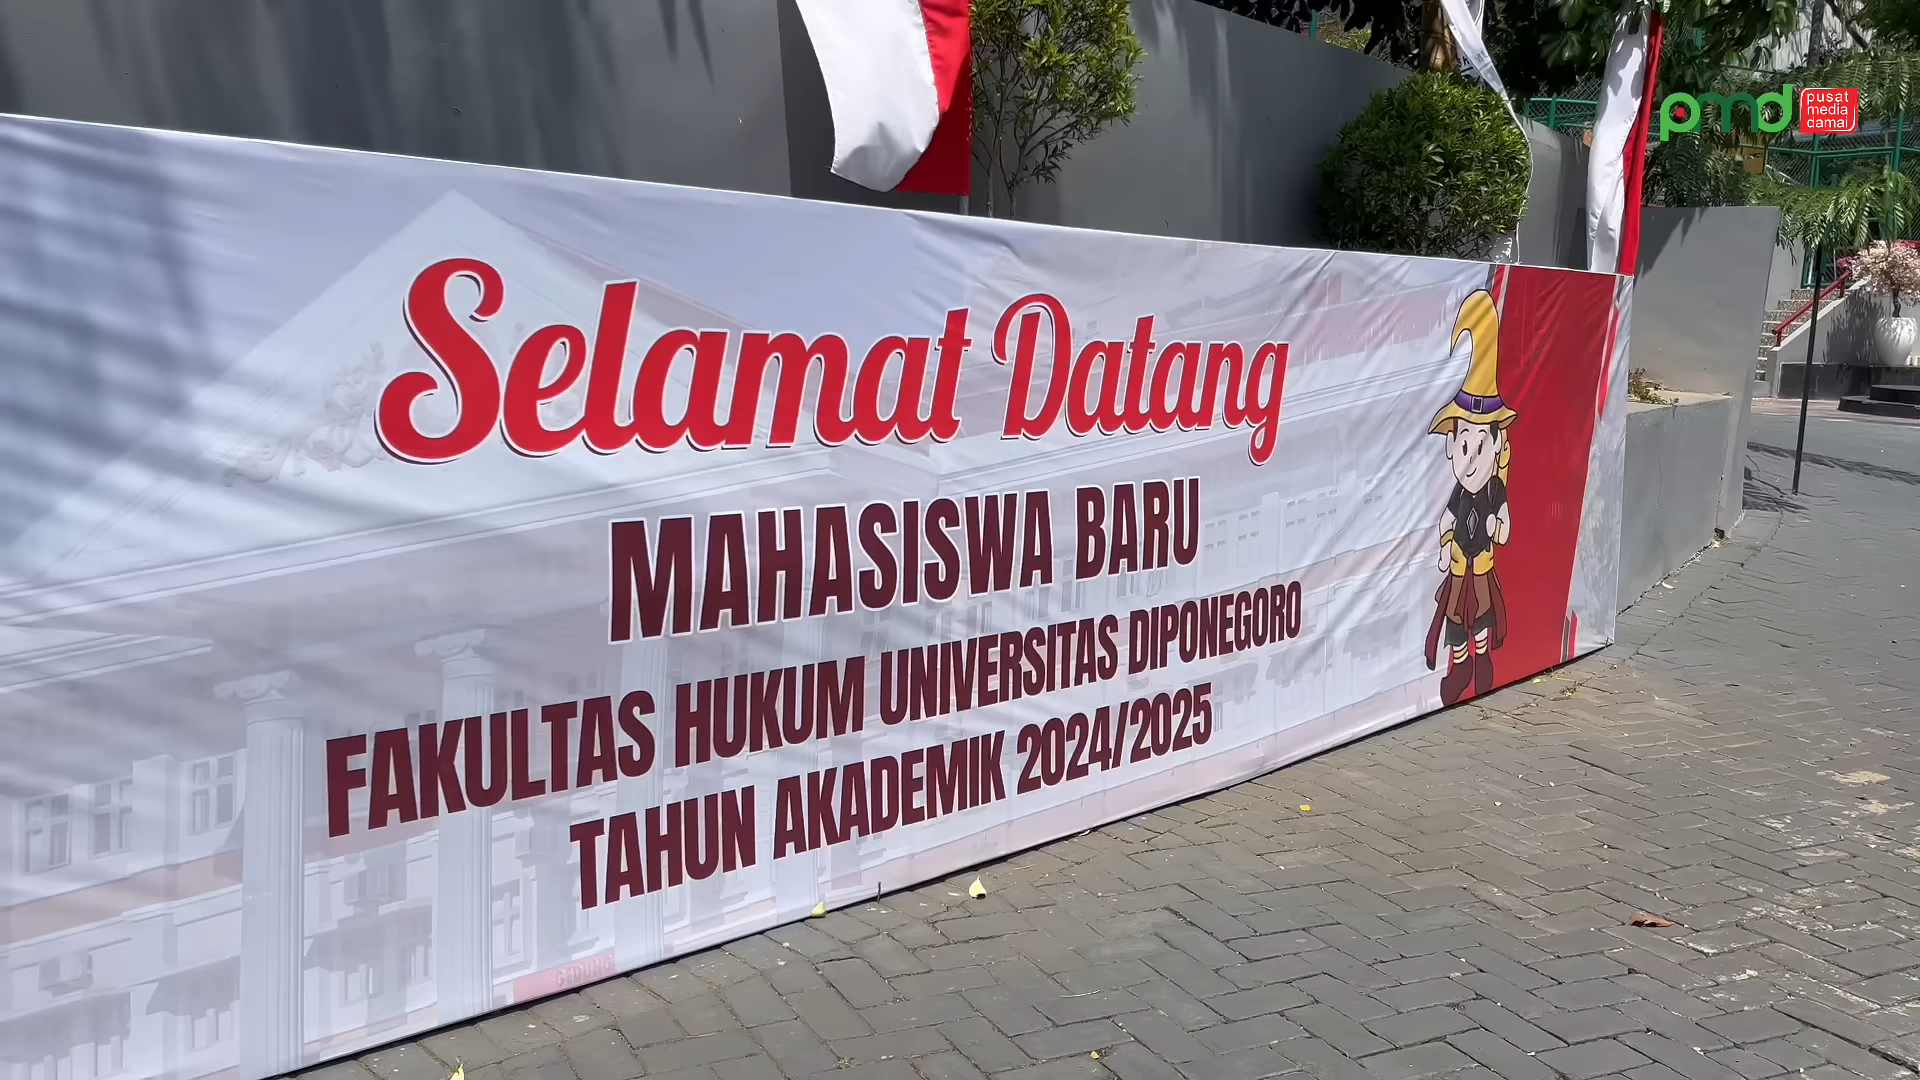 pmd
pusat
media
damai
Selamat Datang
MAHASISWA BARU
FAKULTAS HUKUM UNIVERSITAS DIPONEGORO
TAHUN AKADEMIK 2024/2025